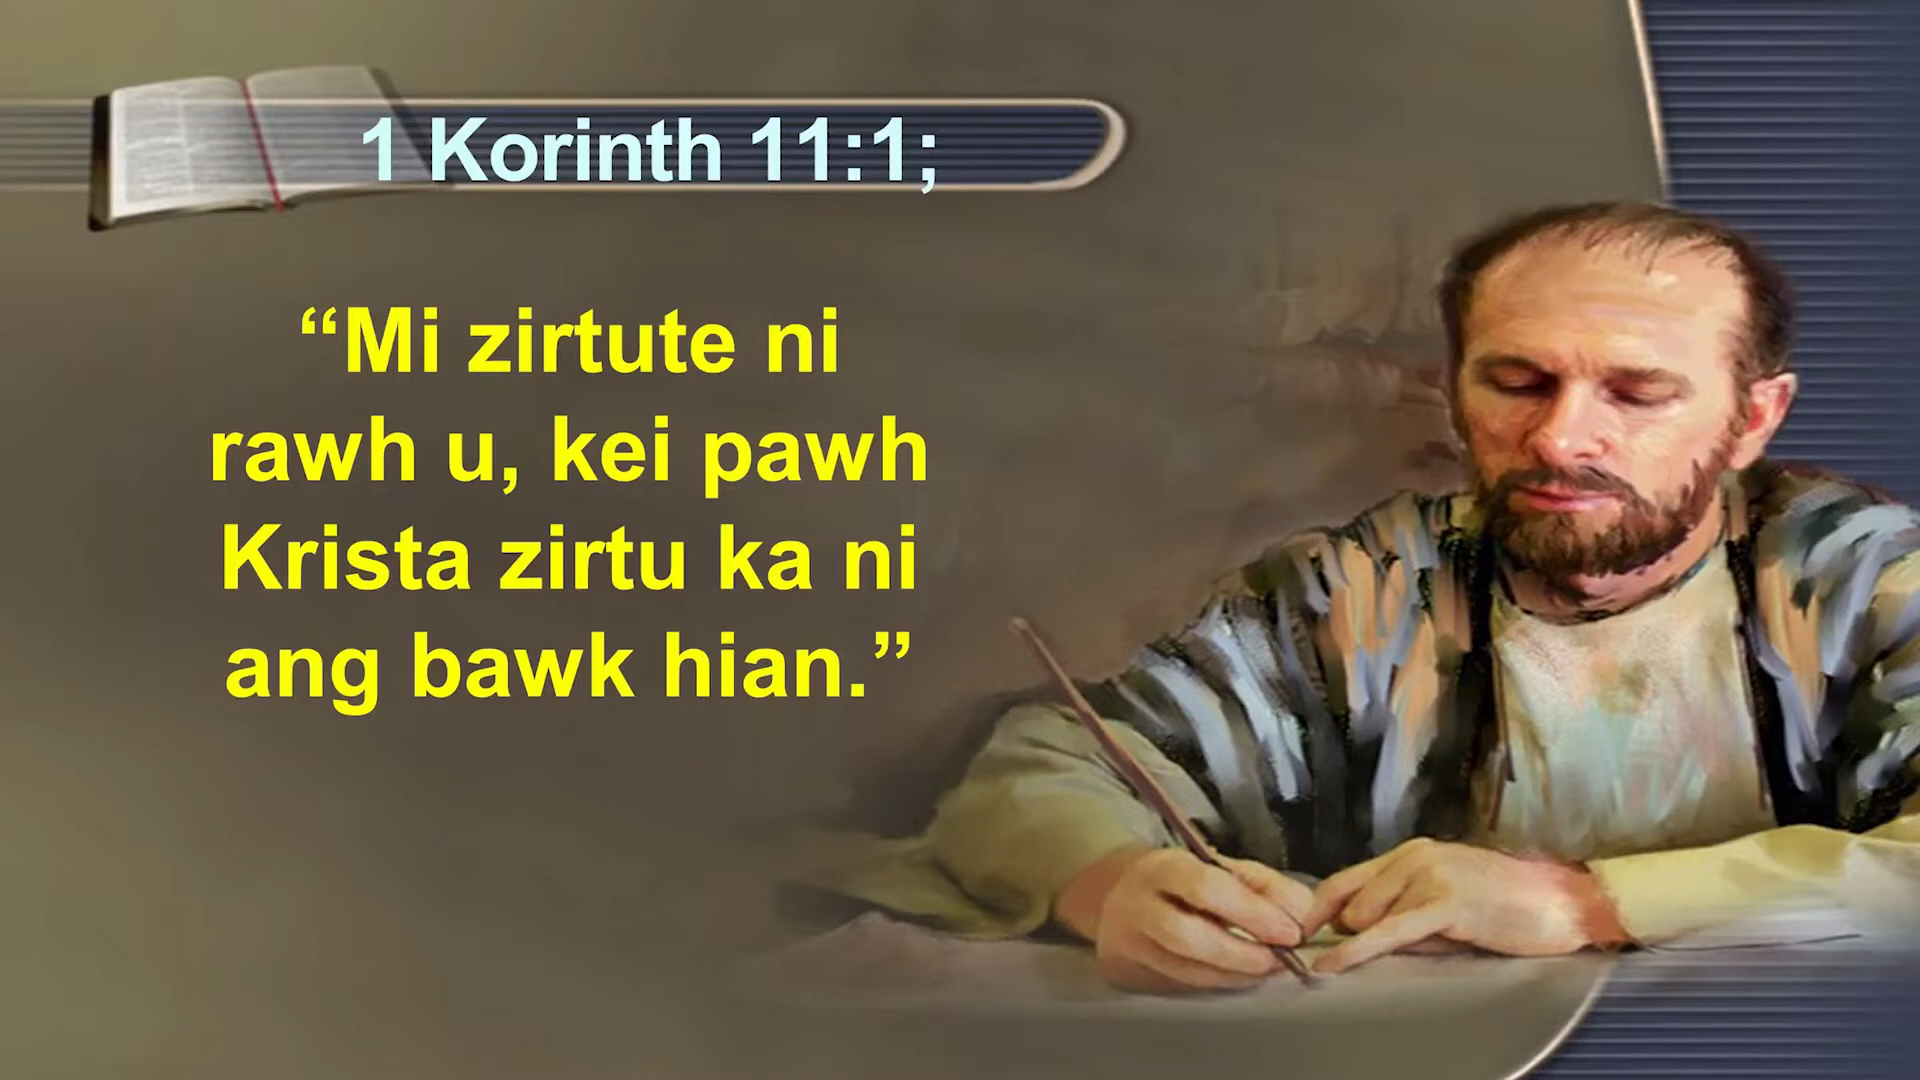 1 Korinth 11:1;
“Mi zirtute ni
rawh u, kei pawh
Krista zirtu ka ni
ang bawk hian.”